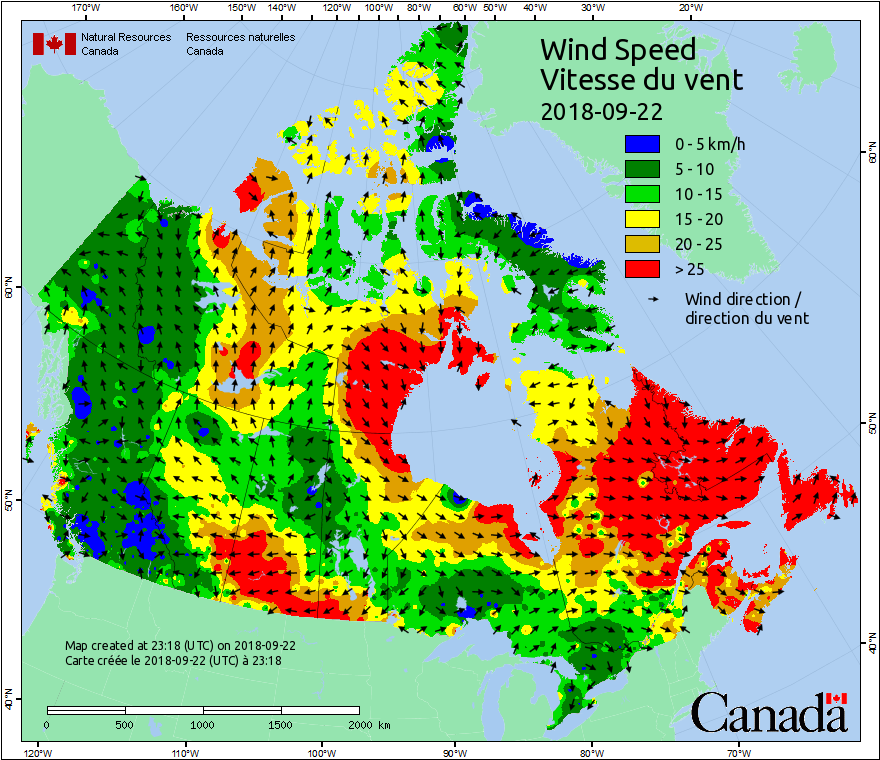 170°W 160°W 150°W 140°W 120°W 100°W 80°W 60°W 50°W 40°W 30°W 20°W
Natural Resources Ressources naturelles
Canada Canada
Wind Speed
Vitesse du vent
2018-09-22
0 - 5 km/h
5 - 10
10 - 15
15 - 20
20 - 25
> 25
Wind direction /
direction du vent
60°N 60°N
50°N 50°N
40°N 40°N
Map created at 23:18 (UTC) on 2018-09-22
Carte créée le 2018-09-22 (UTC) à 23:18
0 500 1000 1500 2000 km
Canada
120°W 110°W 100°W 90°W 80°W 70°W